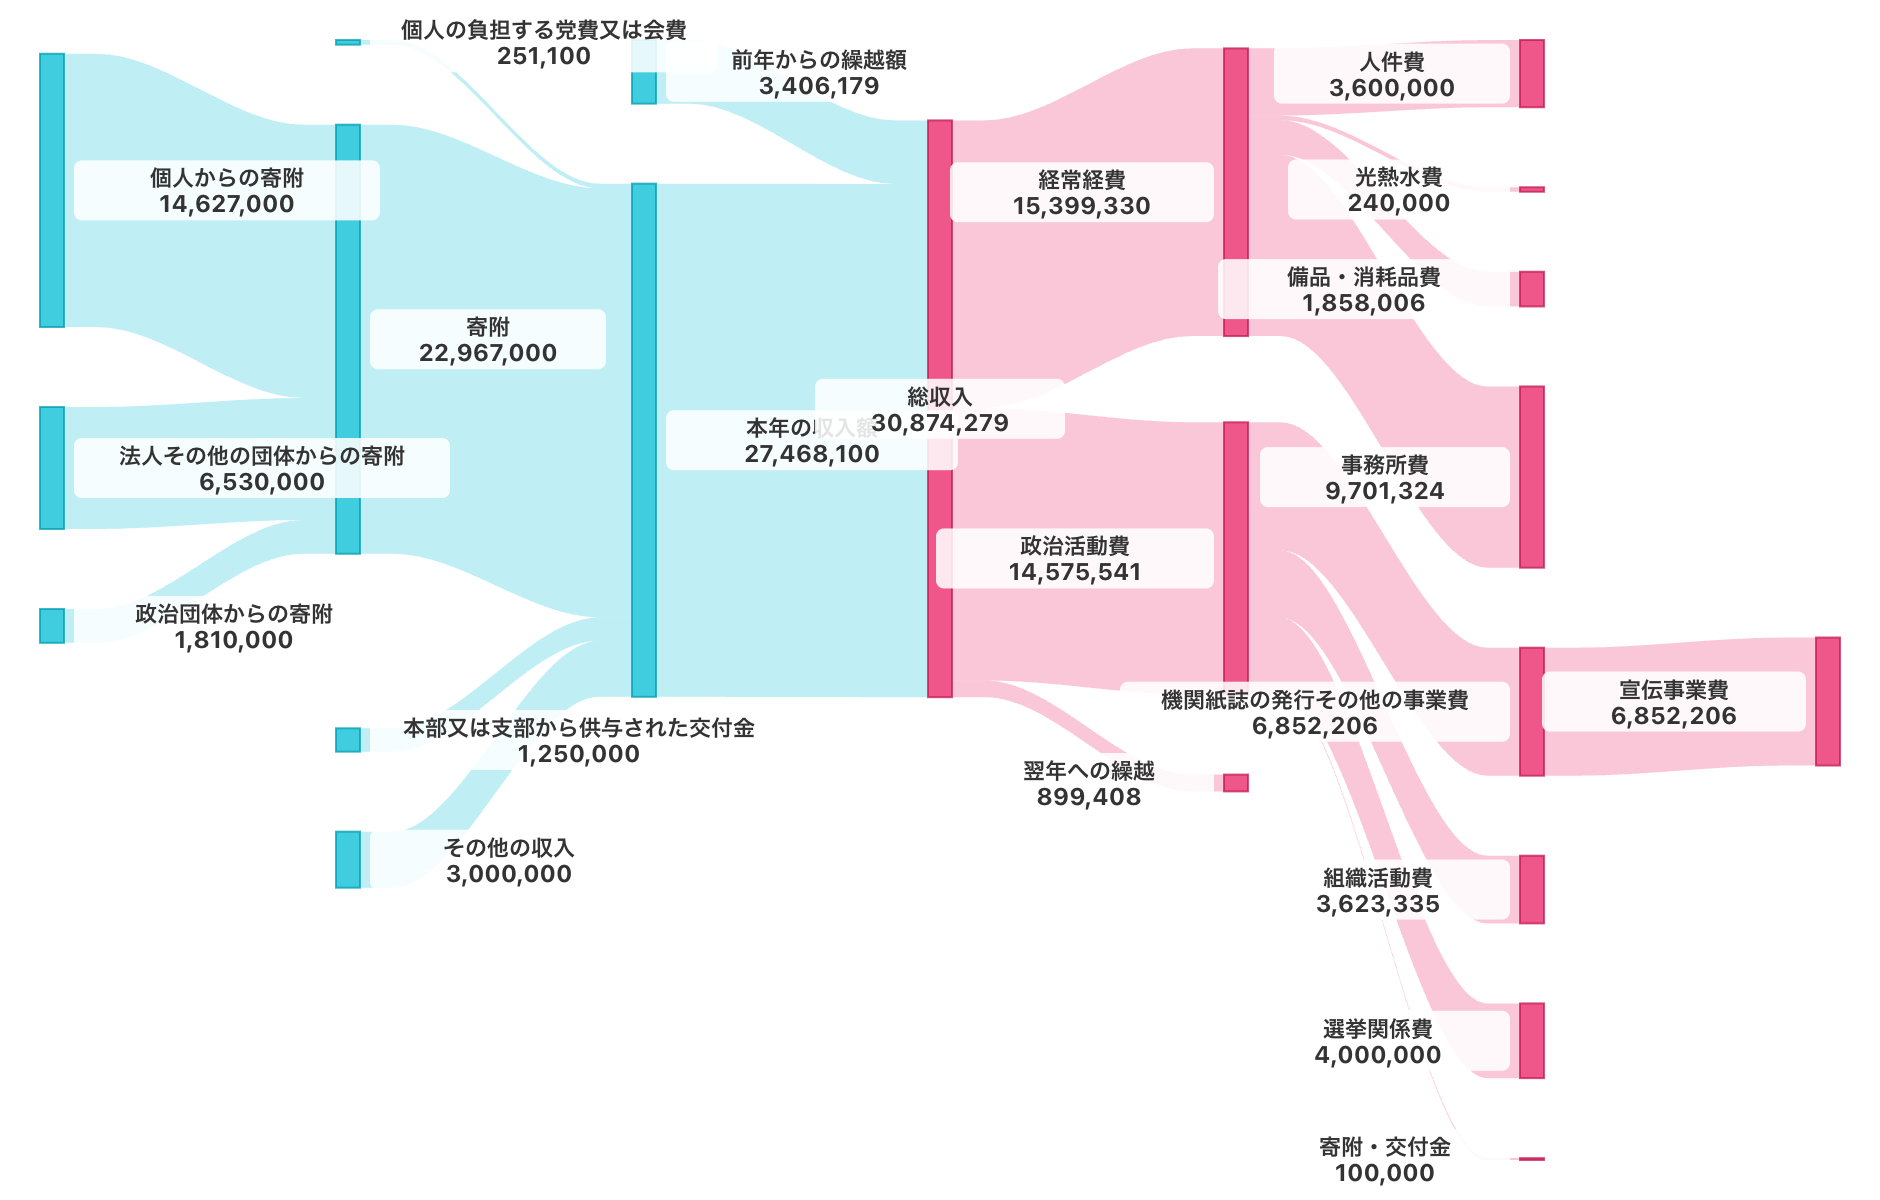 個人の負担する党費又は会費
251,100
前年からの繰越額
3,406,179
人件費
3,600,000
個人からの寄附
14,627,000
経常経費
15,399,330
光熱水費
240,000
備品・消耗品費
1,858,006
寄附
22,967,000
総収入
30,874,279
本年の収入額
27,468,100
法人その他の団体からの寄附
6,530,000
事務所費
9,701,324
政治活動費
14,575,541
政治団体からの寄附
1,810,000
機関紙誌の発行その他の事業費
6,852,206
宣伝事業費
6,852,206
本部又は支部から供与された交付金
1,250,000
翌年への繰越
899,408
その他の収入
3,000,000
組織活動費
3,623,335
選挙関係費
4,000,000
寄附・交付金
100,000